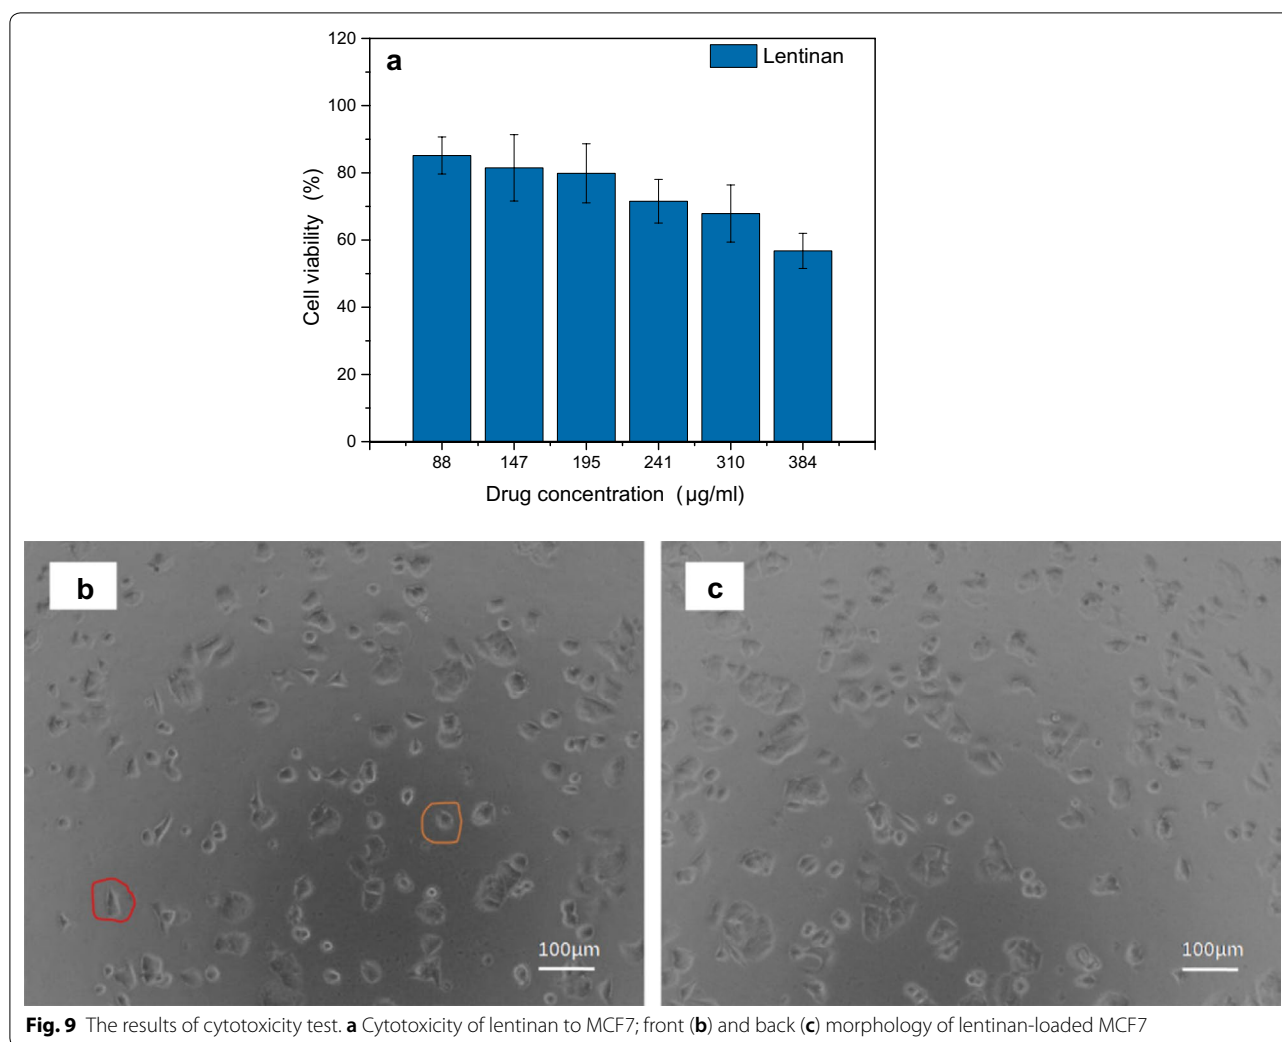 a
Lentinan
120
100
80
60
40
20
0
Cell viability (%)
88 147 195 241 310 384
Drug concentration (µg/ml)
b
100µm
c
100µm
Fig. 9 The results of cytotoxicity test. a Cytotoxicity of lentinan to MCF7; front (b) and back (c) morphology of lentinan-loaded MCF7